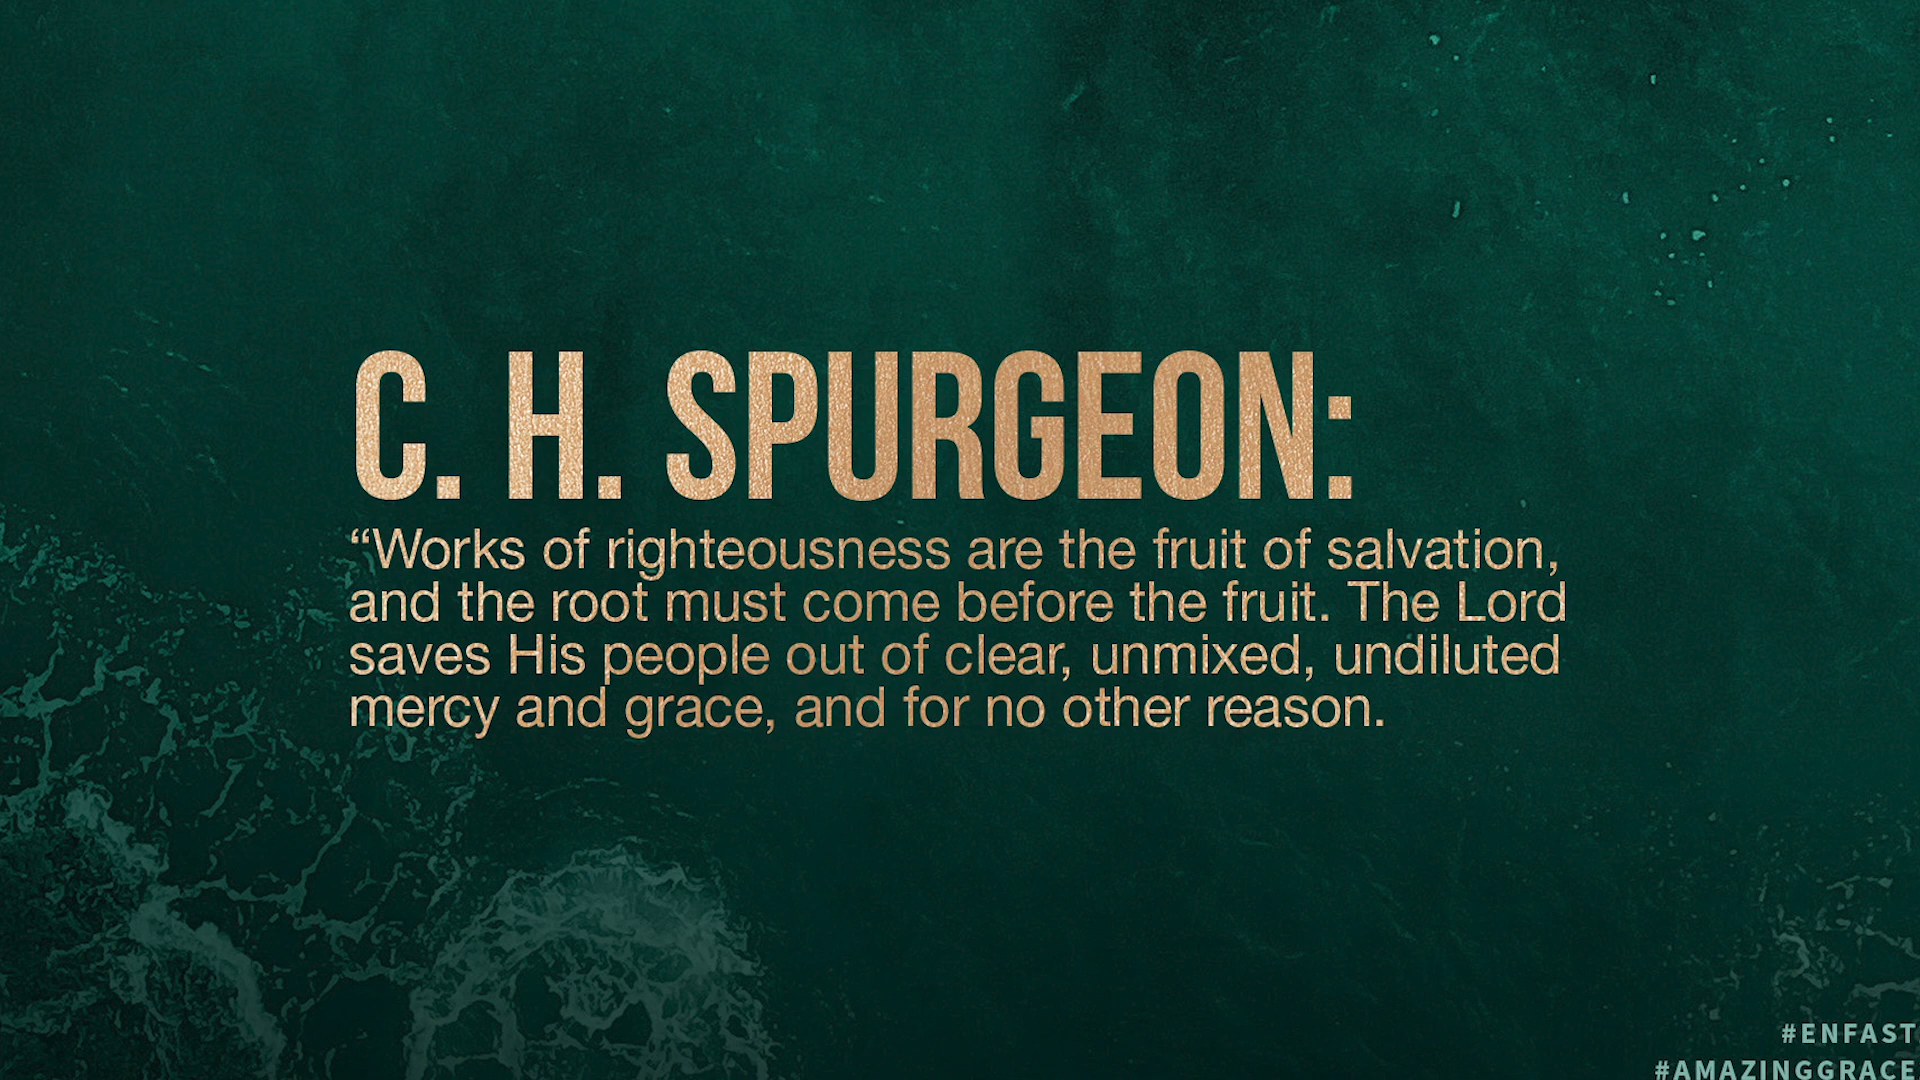 C. H. SPURGEON:
“Works of righteousness are the fruit of salvation,
and the root must come before the fruit. The Lord
saves His people out of clear, unmixed, undiluted
mercy and grace, and for no other reason.
#ENFAST
#AMAZINGGRACE